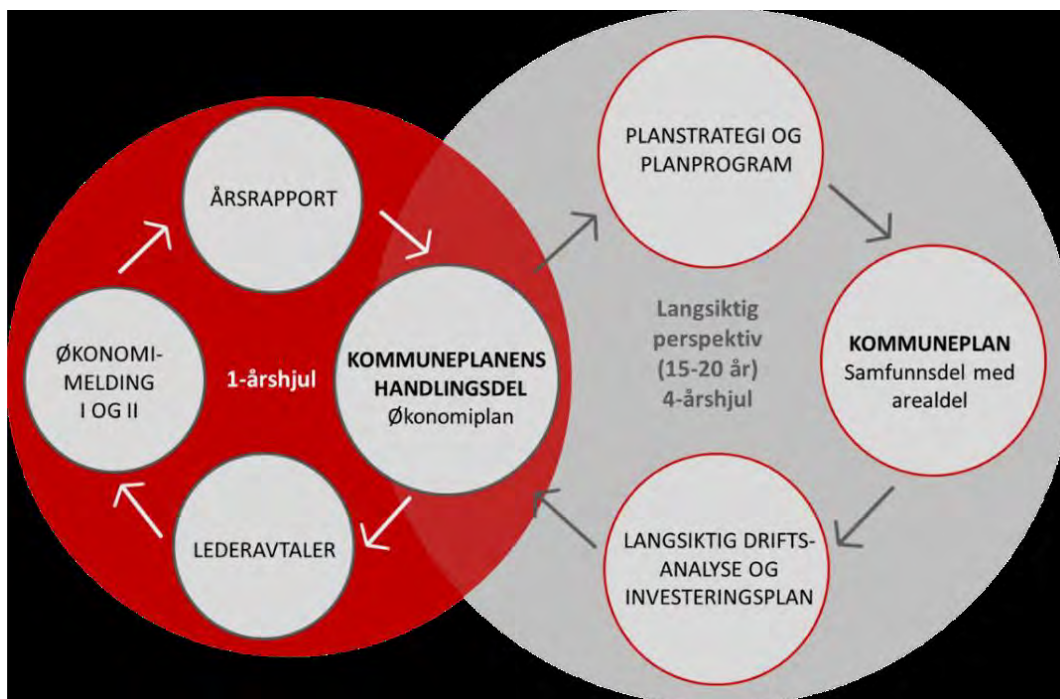 ÅRSRAPPORT
ØKONOMI-
MELDING
I OG II
1-årshjul
KOMMUNEPLANENS
HANDLINGSDEL
Økonomiplan
LEDERAVTALER
PLANSTRATEGI OG
PLANPROGRAM
Langsiktig
perspektiv
(15-20 år)
4-årshjul
KOMMUNEPLAN
Samfunnsdel med
arealdel
LANGSIKTIG DRIFTS-
ANALYSE OG
INVESTERINGSPLAN